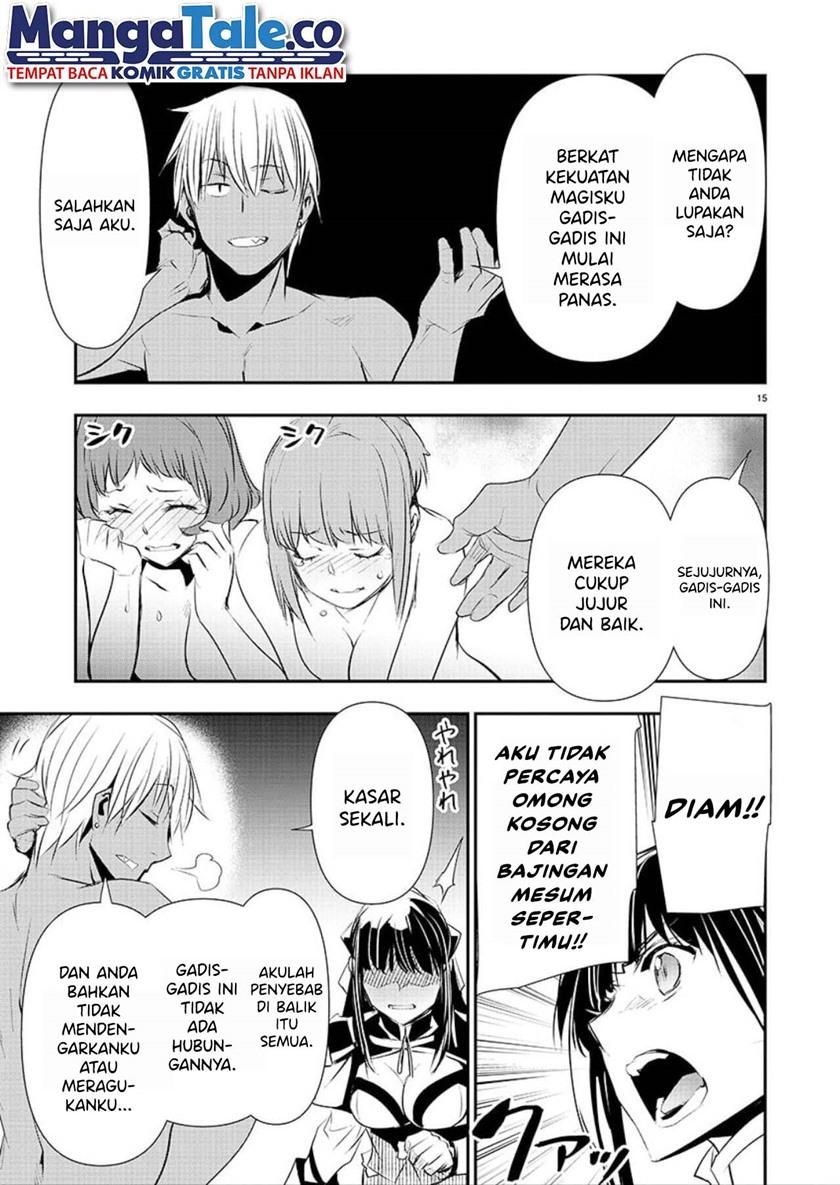 MangaTale.co
TEMPAT BACA KOMIK GRATIS TANPA IKLAN
MENGAPA
TIDAK
ANDA
LUPAKAN
SAJA?
BERKAT
KEKUATAN
MAGISKU
GADIS-
GADIS INI
MULAI
MERASA
PANAS.
SALAHKAN
SAJA AKU.
15
シク
シク
SEJUJURNYA,
GADIS-GADIS
INI.
MEREKA
CUKUP
JUJUR
DAN BAIK.
DIAM!!
AKU TIDAK
PERCAYA
OMONG
KOSONG
DARI
BAJINGAN
MESUM
SEPER-
TIMU!!
クアッ
やれやれ
KASAR
SEKALI.
AKULAH
PENYEBAB
DI BALIK
ITU
SEMUA.
GADIS-
GADIS INI
TIDAK
ADA
HUBUN-
GANNYA.
DAN ANDA
BAHKAN
TIDAK
MENDEN-
GARKANKU
ATAU
MERAGU-
KANKU...